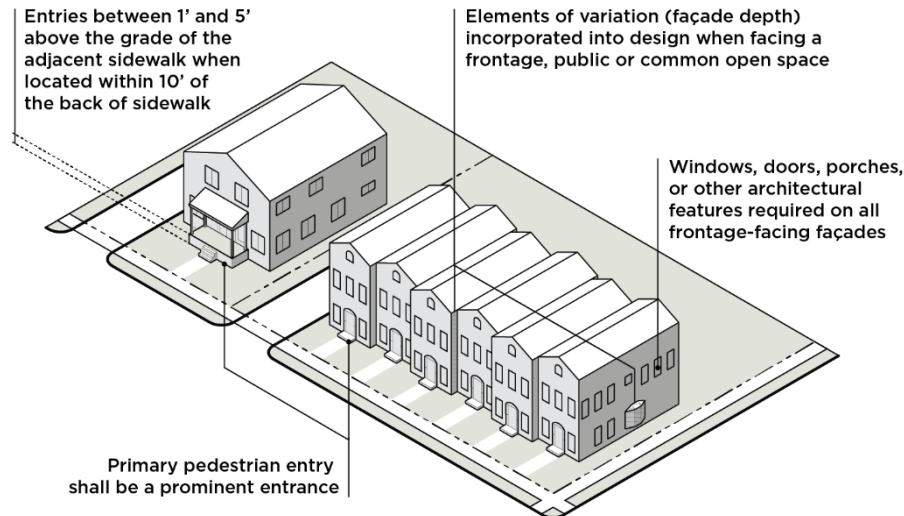 Entries between 1’ and 5’
above the grade of the
adjacent sidewalk when
located within 10’ of
the back of sidewalk
Elements of variation (façade depth)
incorporated into design when facing a
frontage, public or common open space
Windows, doors, porches,
or other architectural
features required on all
frontage-facing façades
Primary pedestrian entry
shall be a prominent entrance